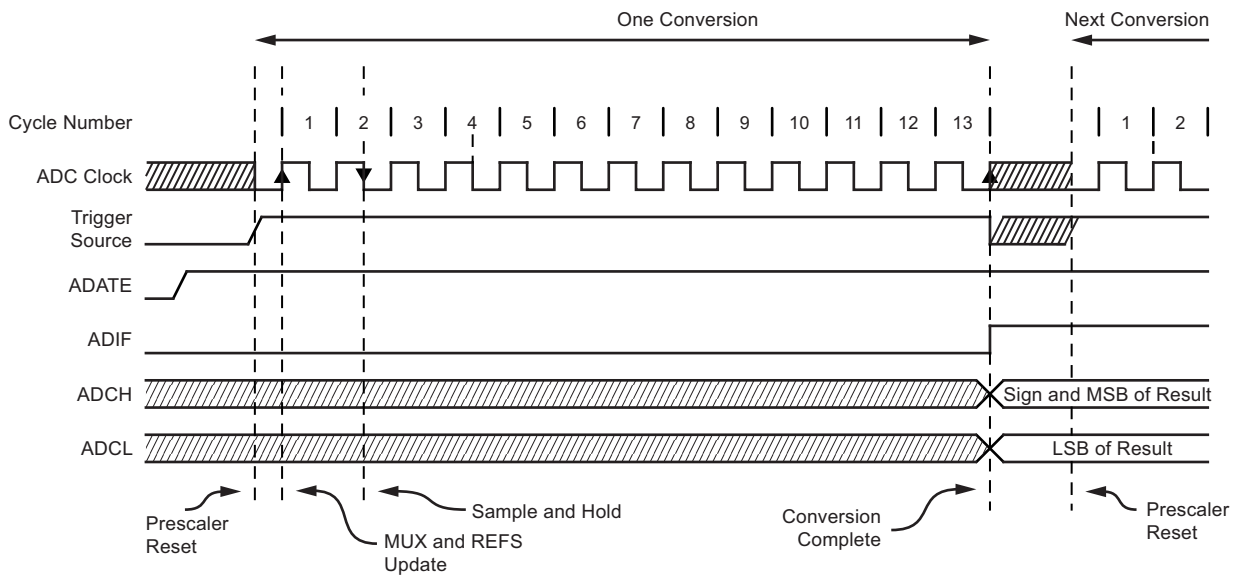 One Conversion
Next Conversion
Cycle Number
1 2 3 4 5 6 7 8 9 10 11 12 13 1 2
ADC Clock
Trigger
Source
ADATE
ADIF
ADCH
Sign and MSB of Result
ADCL
LSB of Result
Prescaler
Reset
MUX and REFS
Update
Sample and Hold
Conversion
Complete
Prescaler
Reset